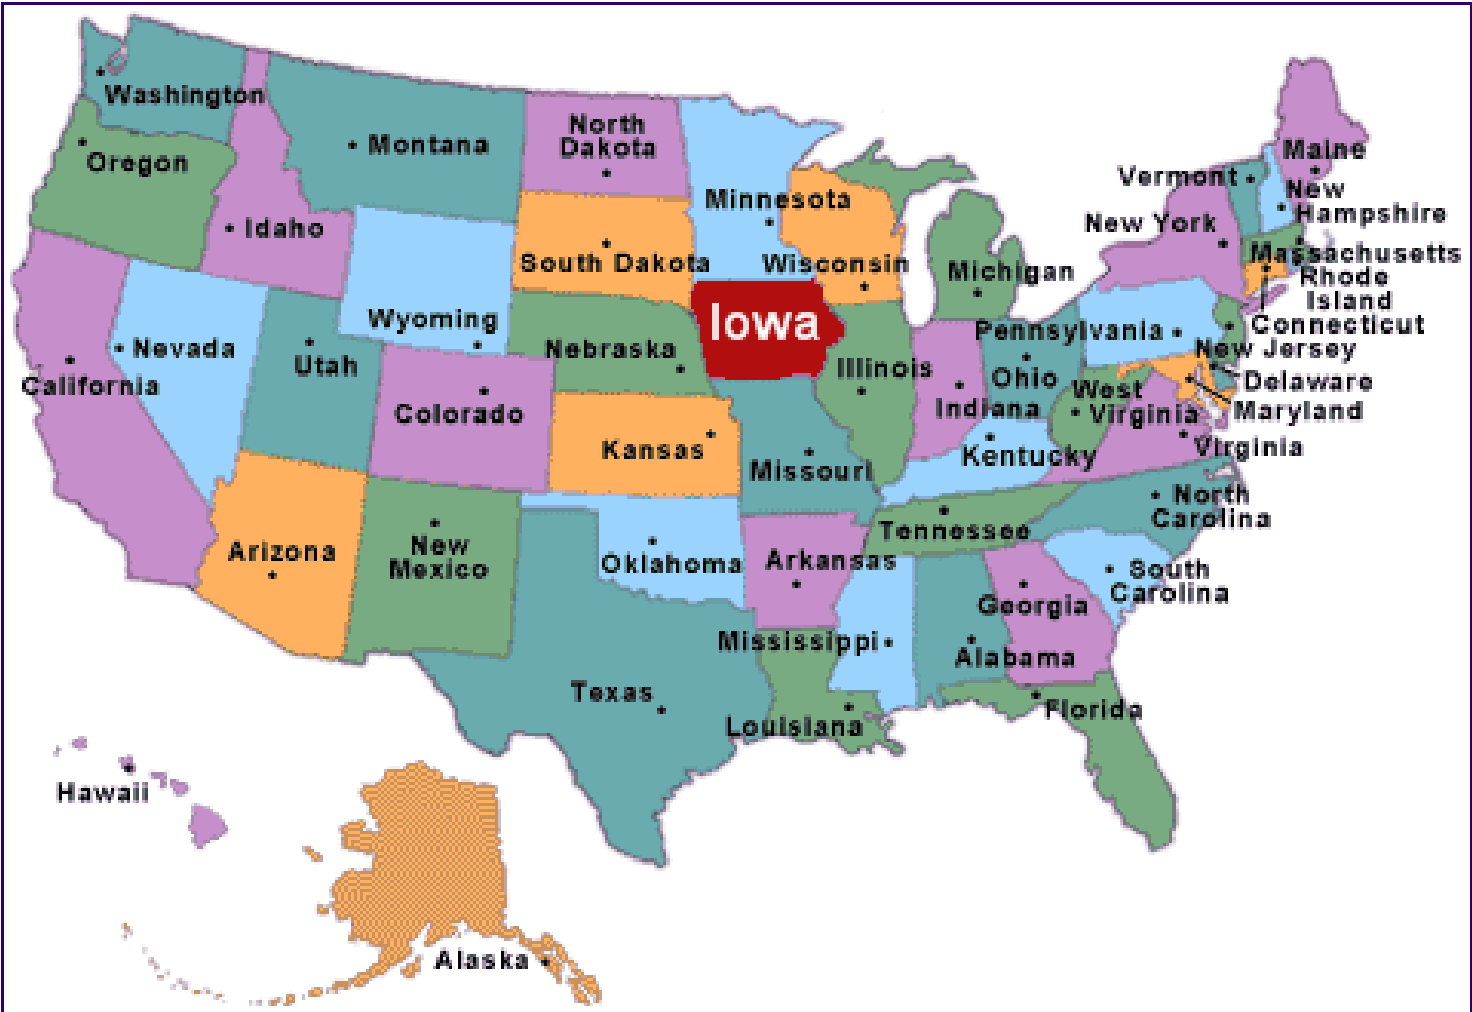 Washington
Montana
North
Dakota
Minnesota
Oregon
Idaho
South Dakota
Wisconsin
Michigan
Maine
Vermont
New
Hampshire
New York
Massachusetts
Rhode
Island
Connecticut
Wyoming
Nebraska
Iowa
Illinois
Pennsylvania
New Jersey
Nevada
Utah
California
Colorado
Kansas
Missouri
Indiana
Ohio
West
Virginia
Delaware
Maryland
Virginia
Kentucky
North
Carolina
Tennessee
Arizona
New
Mexico
Oklahoma
Arkansas
South
Carolina
Georgia
Mississippi
Alabama
Texas
Louisiana
Florida
Hawaii
Alaska